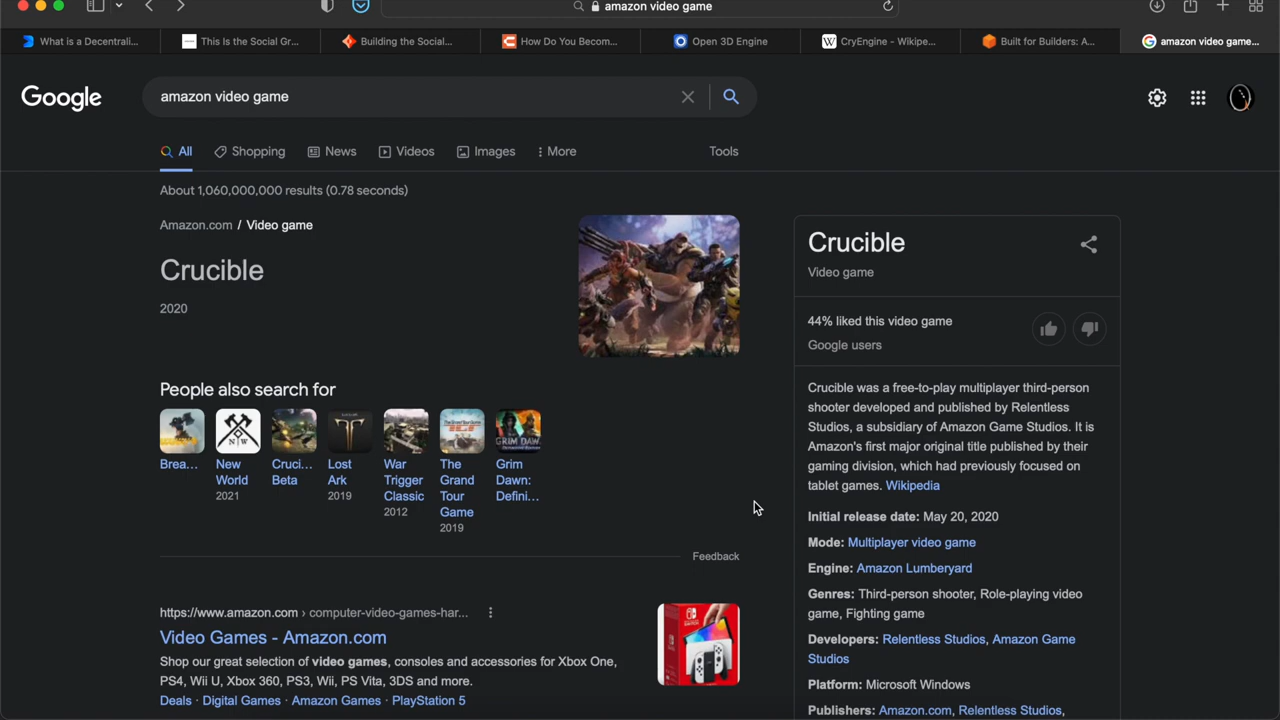 amazon video game
What is a Decentrali...
This Is the Social Gr...
Building the Social...
How Do You Becom...
Open 3D Engine
CryEngine - Wikipe...
Built for Builders: A...
amazon video game...
Google
amazon video game
All
Shopping
News
Videos
Images
More
Tools
About 1,060,000,000 results (0.78 seconds)
Amazon.com / Video game
Crucible
2020
People also search for
Brea...
New World
2021
Cruci... Beta
Lost Ark
2019
War Trigger Classic
2012
The Grand Tour Game
2019
Grim Dawn: Defini...
Feedback
https://www.amazon.com › computer-video-games-har...
Video Games - Amazon.com
Shop our great selection of video games, consoles and accessories for Xbox One,
PS4, Wii U, Xbox 360, PS3, Wii, PS Vita, 3DS and more.
Deals · Digital Games · Amazon Games · PlayStation 5
Crucible
Video game
44% liked this video game
Google users
Crucible was a free-to-play multiplayer third-person
shooter developed and published by Relentless
Studios, a subsidiary of Amazon Game Studios. It is
Amazon's first major original title published by their
gaming division, which had previously focused on
tablet games. Wikipedia
Initial release date: May 20, 2020
Mode: Multiplayer video game
Engine: Amazon Lumberyard
Genres: Third-person shooter, Role-playing video
game, Fighting game
Developers: Relentless Studios, Amazon Game
Studios
Platform: Microsoft Windows
Publishers: Amazon.com, Relentless Studios,